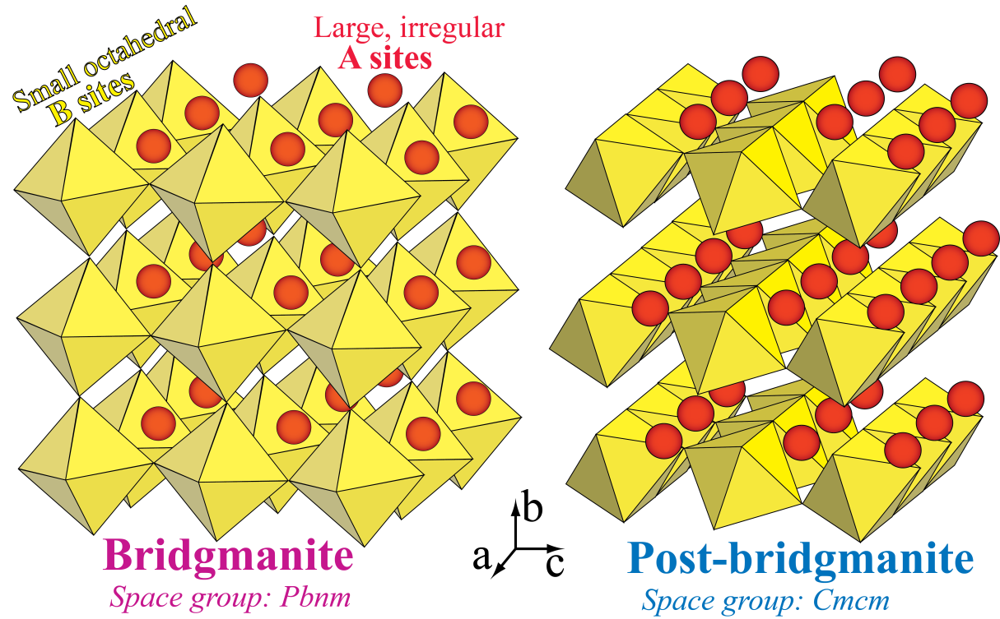 Small octahedral
B sites
Large, irregular
A sites
b
a
c
Bridgmanite
Space group: Pbnm
Post-bridgmanite
Space group: Cmcm